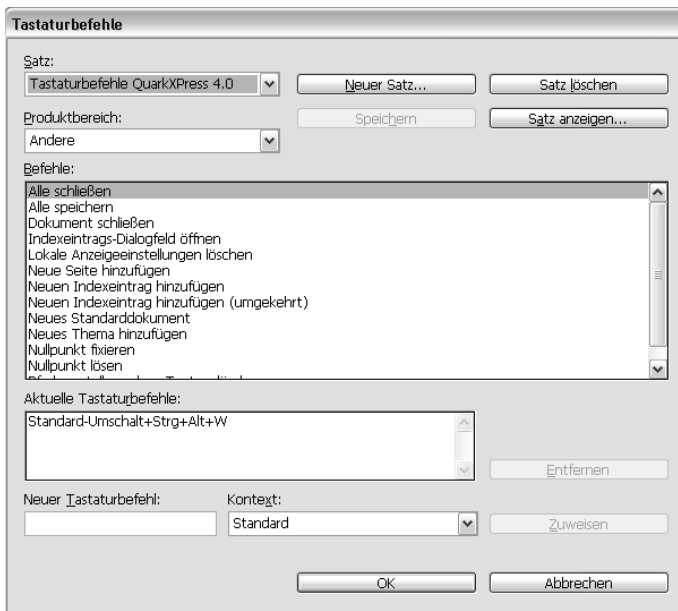 Tastaturbefehle
Satz:
Tastaturbefehle QuarkXPress 4.0
Neuer Satz...
Satz löschen
Produktbereich:
Speichern
Satz anzeigen...
Andere
Befehle:
Alle schließen
Alle speichern
Dokument schließen
Indexeintrags-Dialogfeld öffnen
Lokale Anzeigeeinstellungen löschen
Neue Seite hinzufügen
Neuen Indexeintrag hinzufügen
Neuen Indexeintrag hinzufügen (umgekehrt)
Neues Standarddokument
Neues Thema hinzufügen
Nullpunkt fixieren
Nullpunkt lösen
Aktuelle Tastaturbefehle:
Standard-Umschalt+Strg+Alt+W
Entfernen
Neuer Tastaturbefehl:
Kontext:
Standard
Zuweisen
OK
Abbrechen